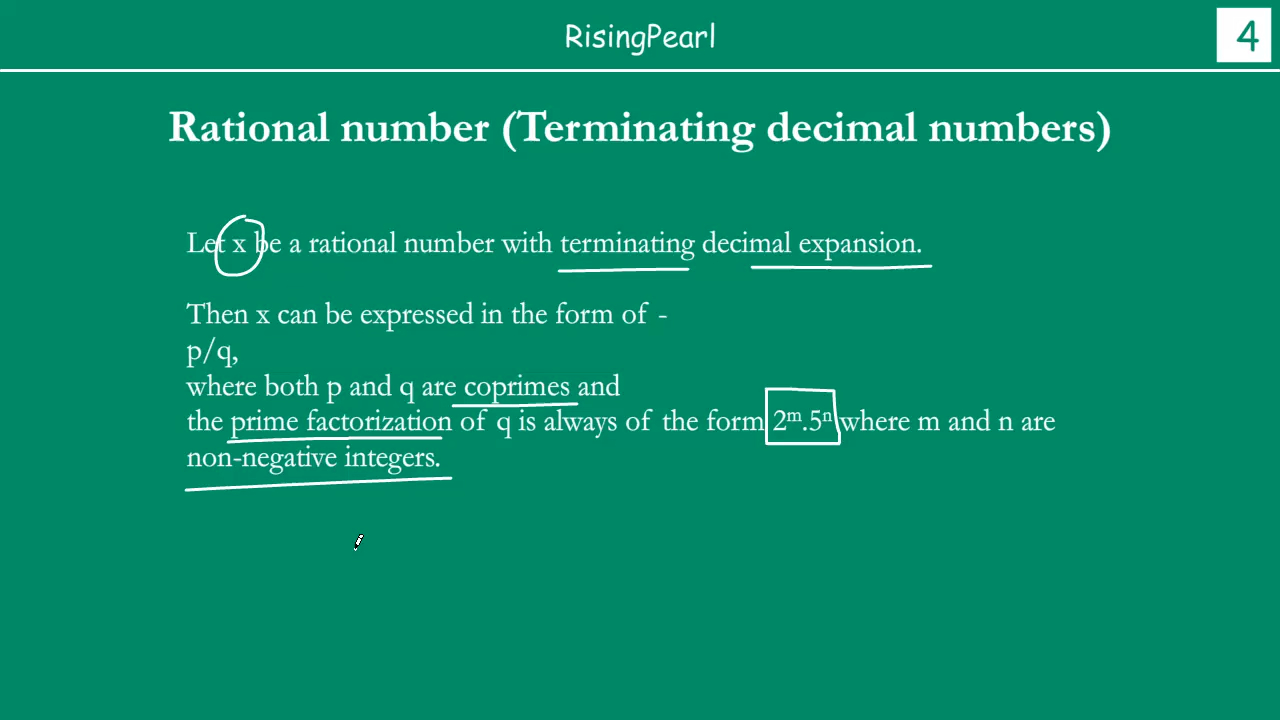 RisingPearl
4
Rational number (Terminating decimal numbers)
Let x be a rational number with terminating decimal expansion.
Then x can be expressed in the form of -
p/q,
where both p and q are coprimes and
the prime factorization of q is always of the form 2ᵐ.5ⁿ where m and n are
non-negative integers.